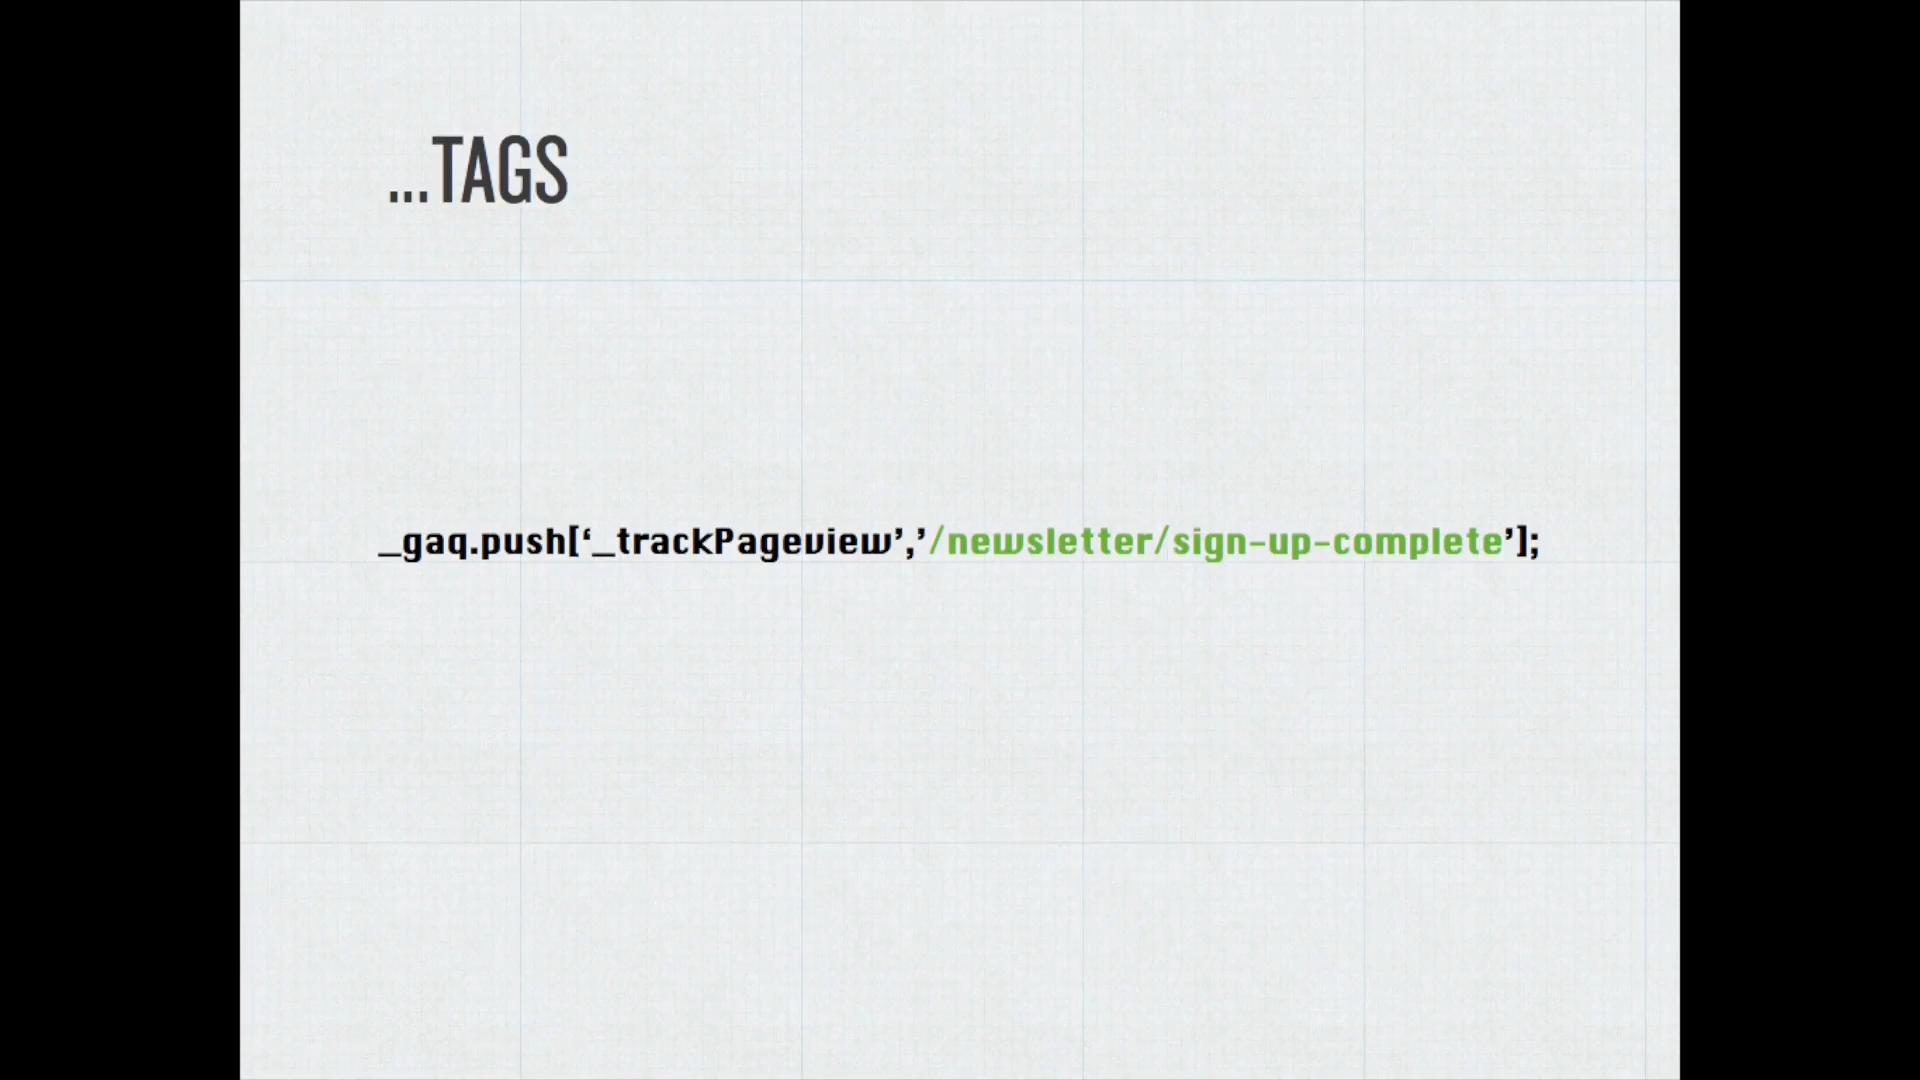 ...TAGS
_gaq.push[‘_trackPageview’,’/newsletter/sign-up-complete’];